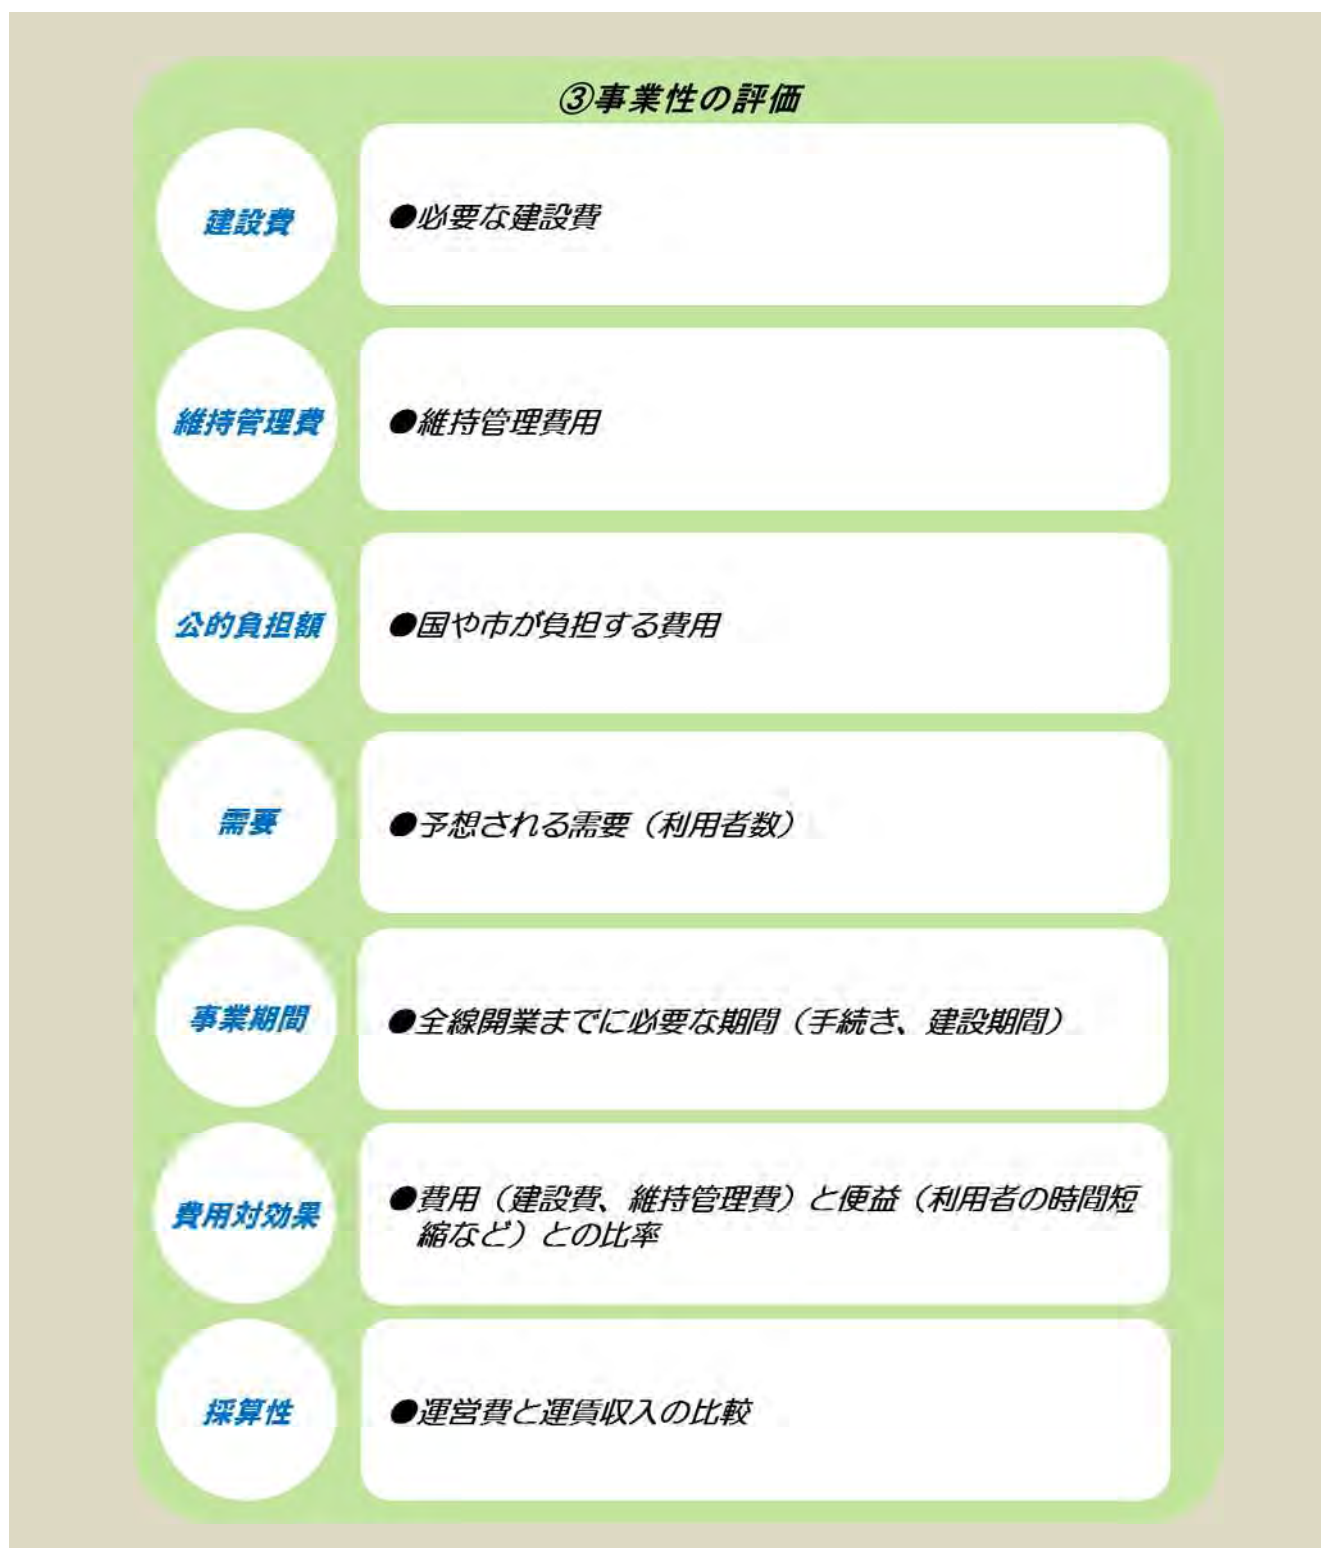 ③事業性の評価
建設費
●必要な建設費
維持管理費
●維持管理費用
公的負担額
●国や市が負担する費用
需要
●予想される需要（利用者数）
事業期間
●全線開業までに必要な期間（手続き、建設期間）
費用対効果
●費用（建設費、維持管理費）と便益（利用者の時間短
縮など）との比率
採算性
●運営費と運賃収入の比較